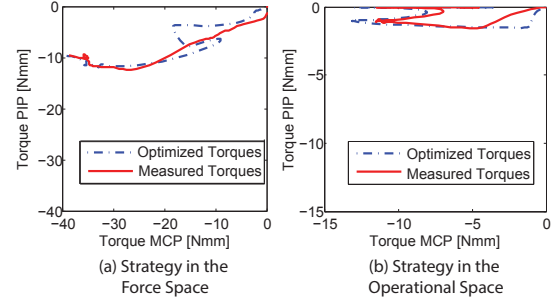 Torque PIP [Nmm]
0
−10
−20
−30
−40
Optimized Torques
Measured Torques
−40 −30 −20 −10 0
Torque MCP [Nmm]
(a) Strategy in the
Force Space
Torque PIP [Nmm]
0
−5
−10
−15
Optimized Torques
Measured Torques
−15 −10 −5 0
Torque MCP [Nmm]
(b) Strategy in the
Operational Space